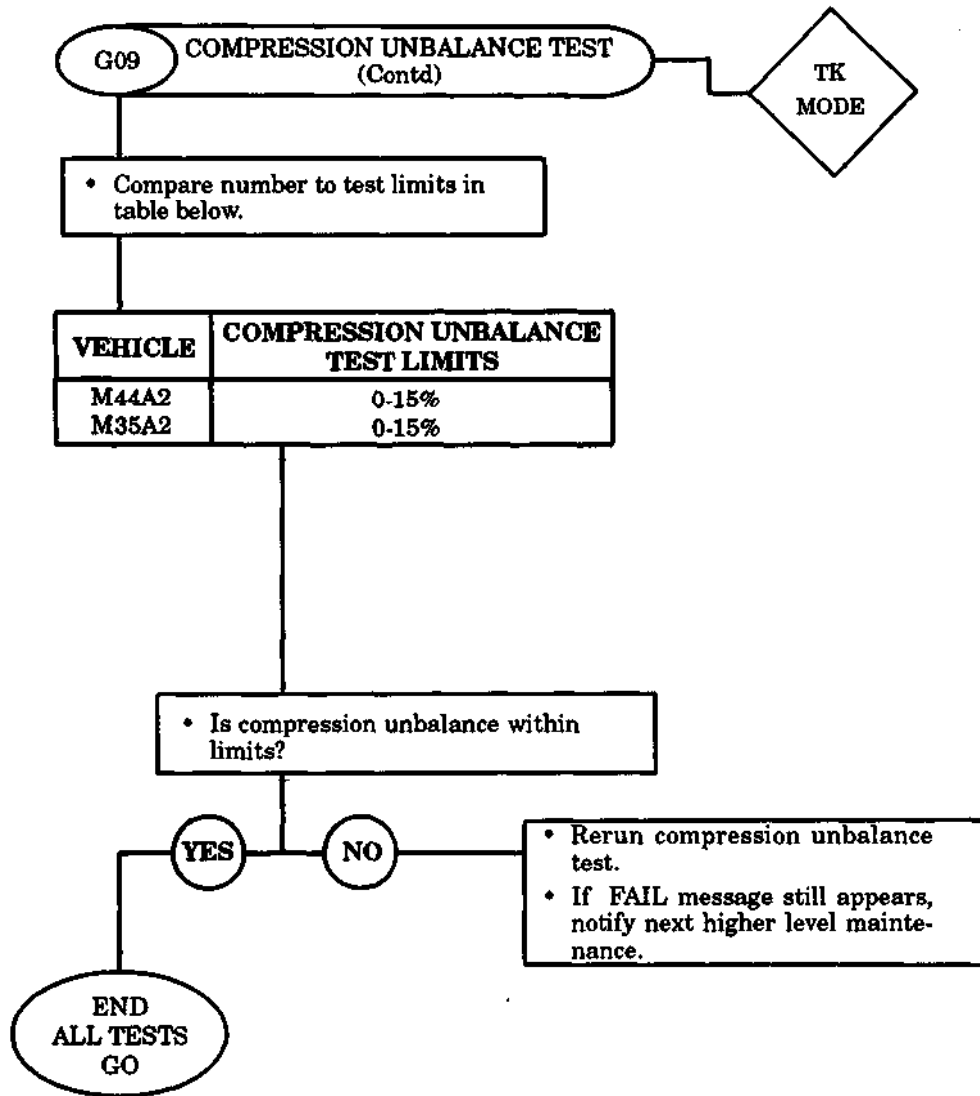 G09
COMPRESSION UNBALANCE TEST
(Contd)
TK
MODE
• Compare number to test limits in
table below.
VEHICLE
COMPRESSION UNBALANCE
TEST LIMITS
M44A2 0-15%
M35A2 0-15%
• Is compression unbalance within
limits?
YES
NO
• Rerun compression unbalance
test.
• If FAIL message still appears,
notify next higher level mainte-
nance.
END
ALL TESTS
GO